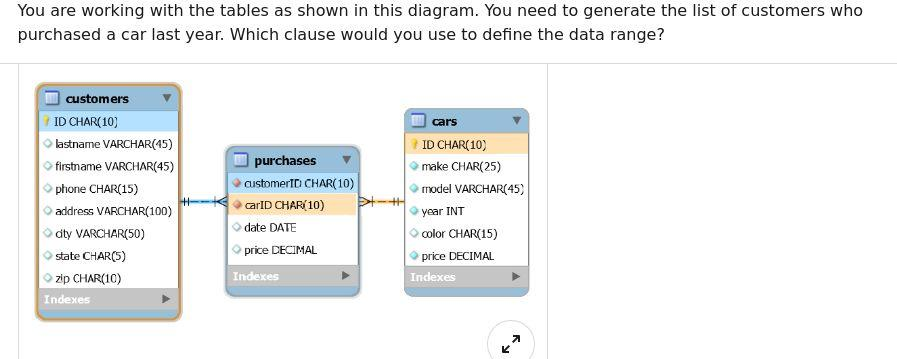 You are working with the tables as shown in this diagram. You need to generate the list of customers who
purchased a car last year. Which clause would you use to define the data range?
customers
ID CHAR(10)
lastname VARCHAR(45)
firstname VARCHAR(45)
phone CHAR(15)
address VARCHAR(100)
city VARCHAR(50)
state CHAR(5)
zip CHAR(10)
Indexes
purchases
customerID CHAR(10)
carID CHAR(10)
date DATE
price DECIMAL
Indexes
cars
ID CHAR(10)
make CHAR(25)
model VARCHAR(45)
year INT
color CHAR(15)
price DECIMAL
Indexes